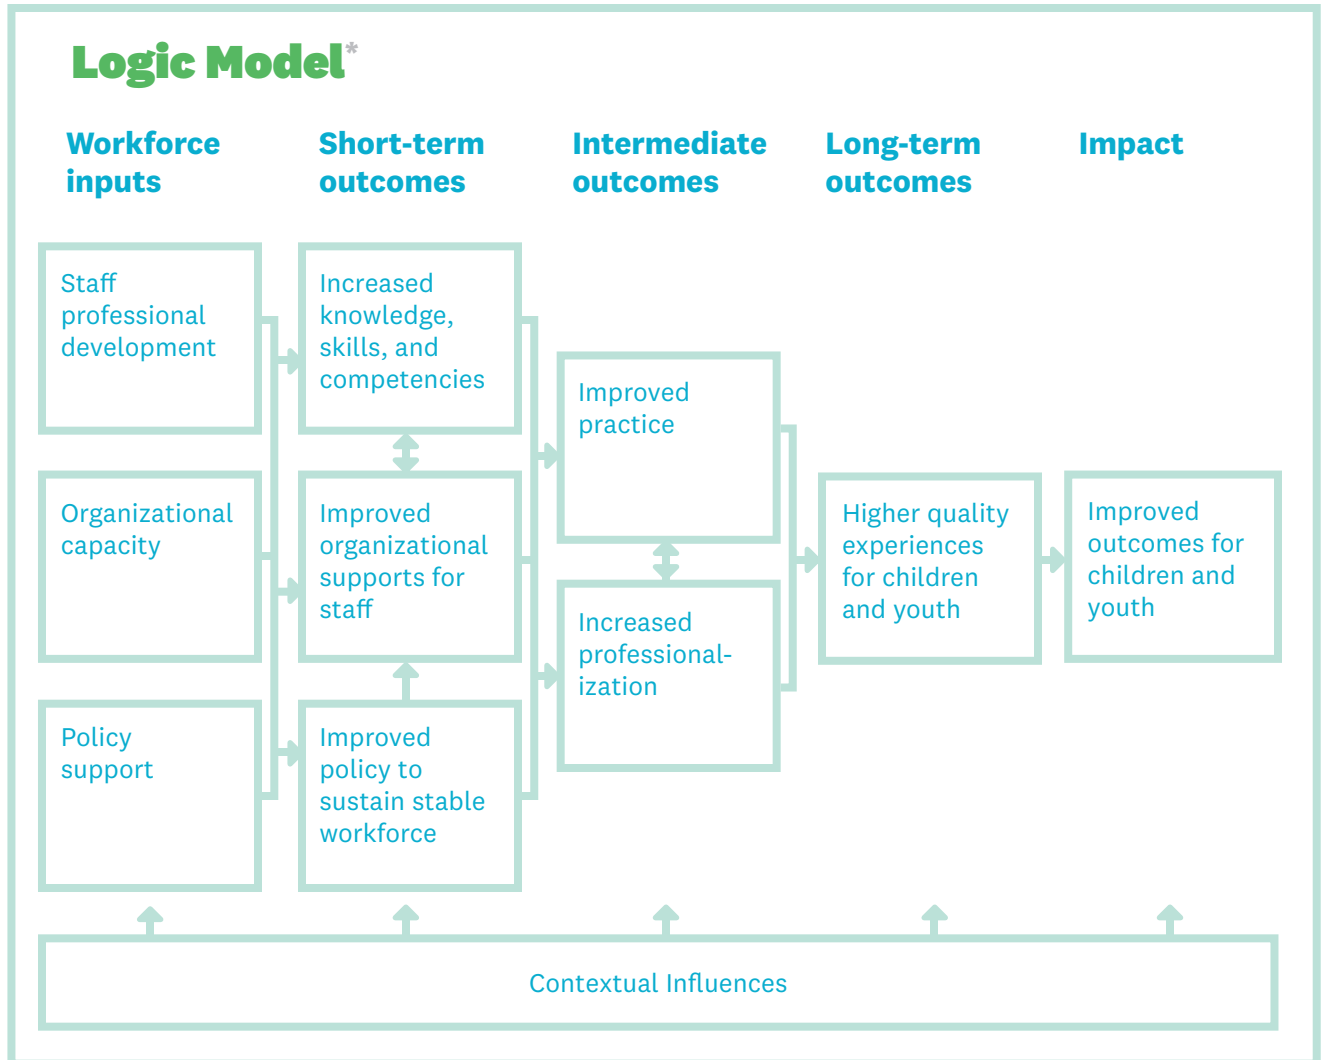 Logic Model*
Workforce
inputs
Short-term
outcomes
Intermediate
outcomes
Long-term
outcomes
Impact
Staff
professional
development
Organizational
capacity
Policy
support
Increased
knowledge,
skills, and
competencies
Improved
organizational
supports for
staff
Improved
policy to
sustain stable
workforce
Improved
practice
Increased
professional-
ization
Higher quality
experiences
for children
and youth
Improved
outcomes for
children and
youth
Contextual Influences